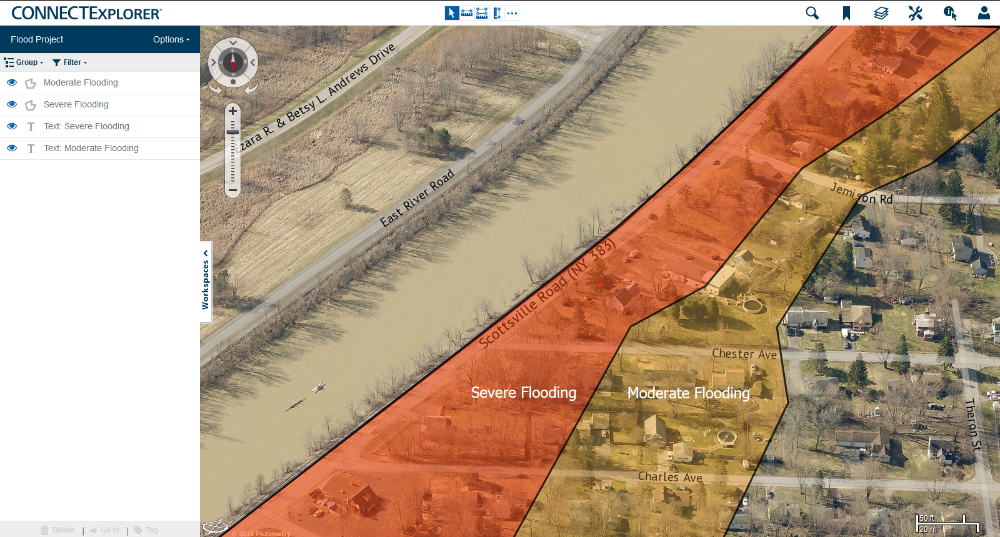 CONNECTEXPLORER™
Flood Project
Options
Group
Filter
Moderate Flooding
Severe Flooding
T Text: Severe Flooding
T Text: Moderate Flooding
Workspaces
Ezara R. & Betsy L. Andrews Drive
East River Road
Scottsville Road (NY 383)
Jemison Rd
Chester Ave
Severe Flooding
Moderate Flooding
Theron St
Charles Ave
50 ft
20 m
Delete | Go to | Tag
© 2016 Pictometry